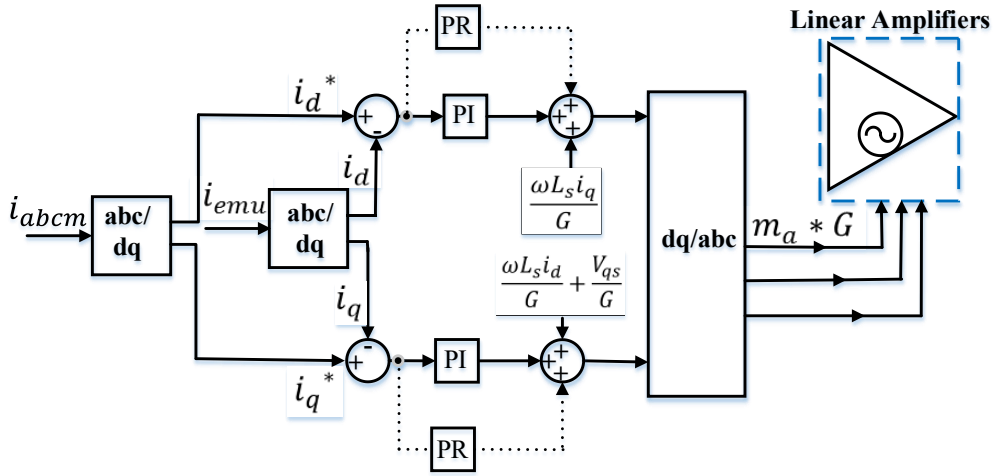 Linear Amplifiers
PR
i_d*
PI
+
-
+
+
+
i_d
ωL_s i_q
G
i_abcm
abc/
dq
i_emu
abc/
dq
dq/abc
m_a * G
ωL_s i_d
G
+
V_qs
G
i_q
-
+
PI
+
+
+
i_q*
PR